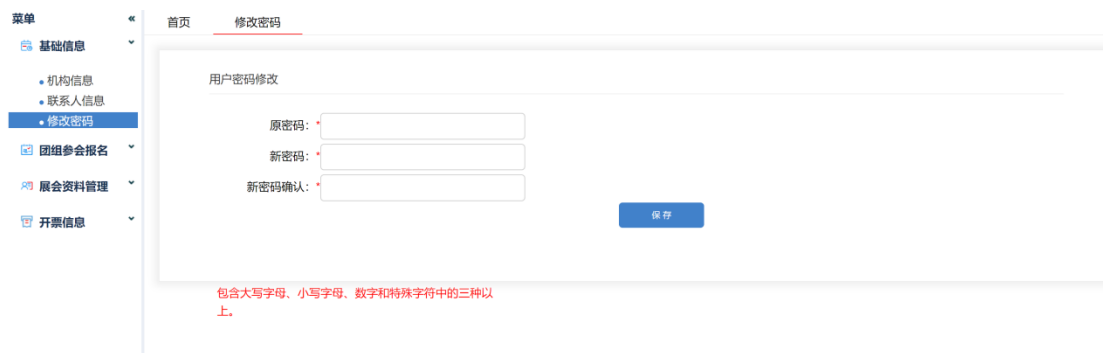 菜单
首页 修改密码
基础信息
机构信息
联系人信息
修改密码
团组参会报名
展会资料管理
开票信息
用户密码修改
原密码：*
新密码：*
新密码确认：*
保存
包含大写字母、小写字母、数字和特殊字符中的三种以
上。